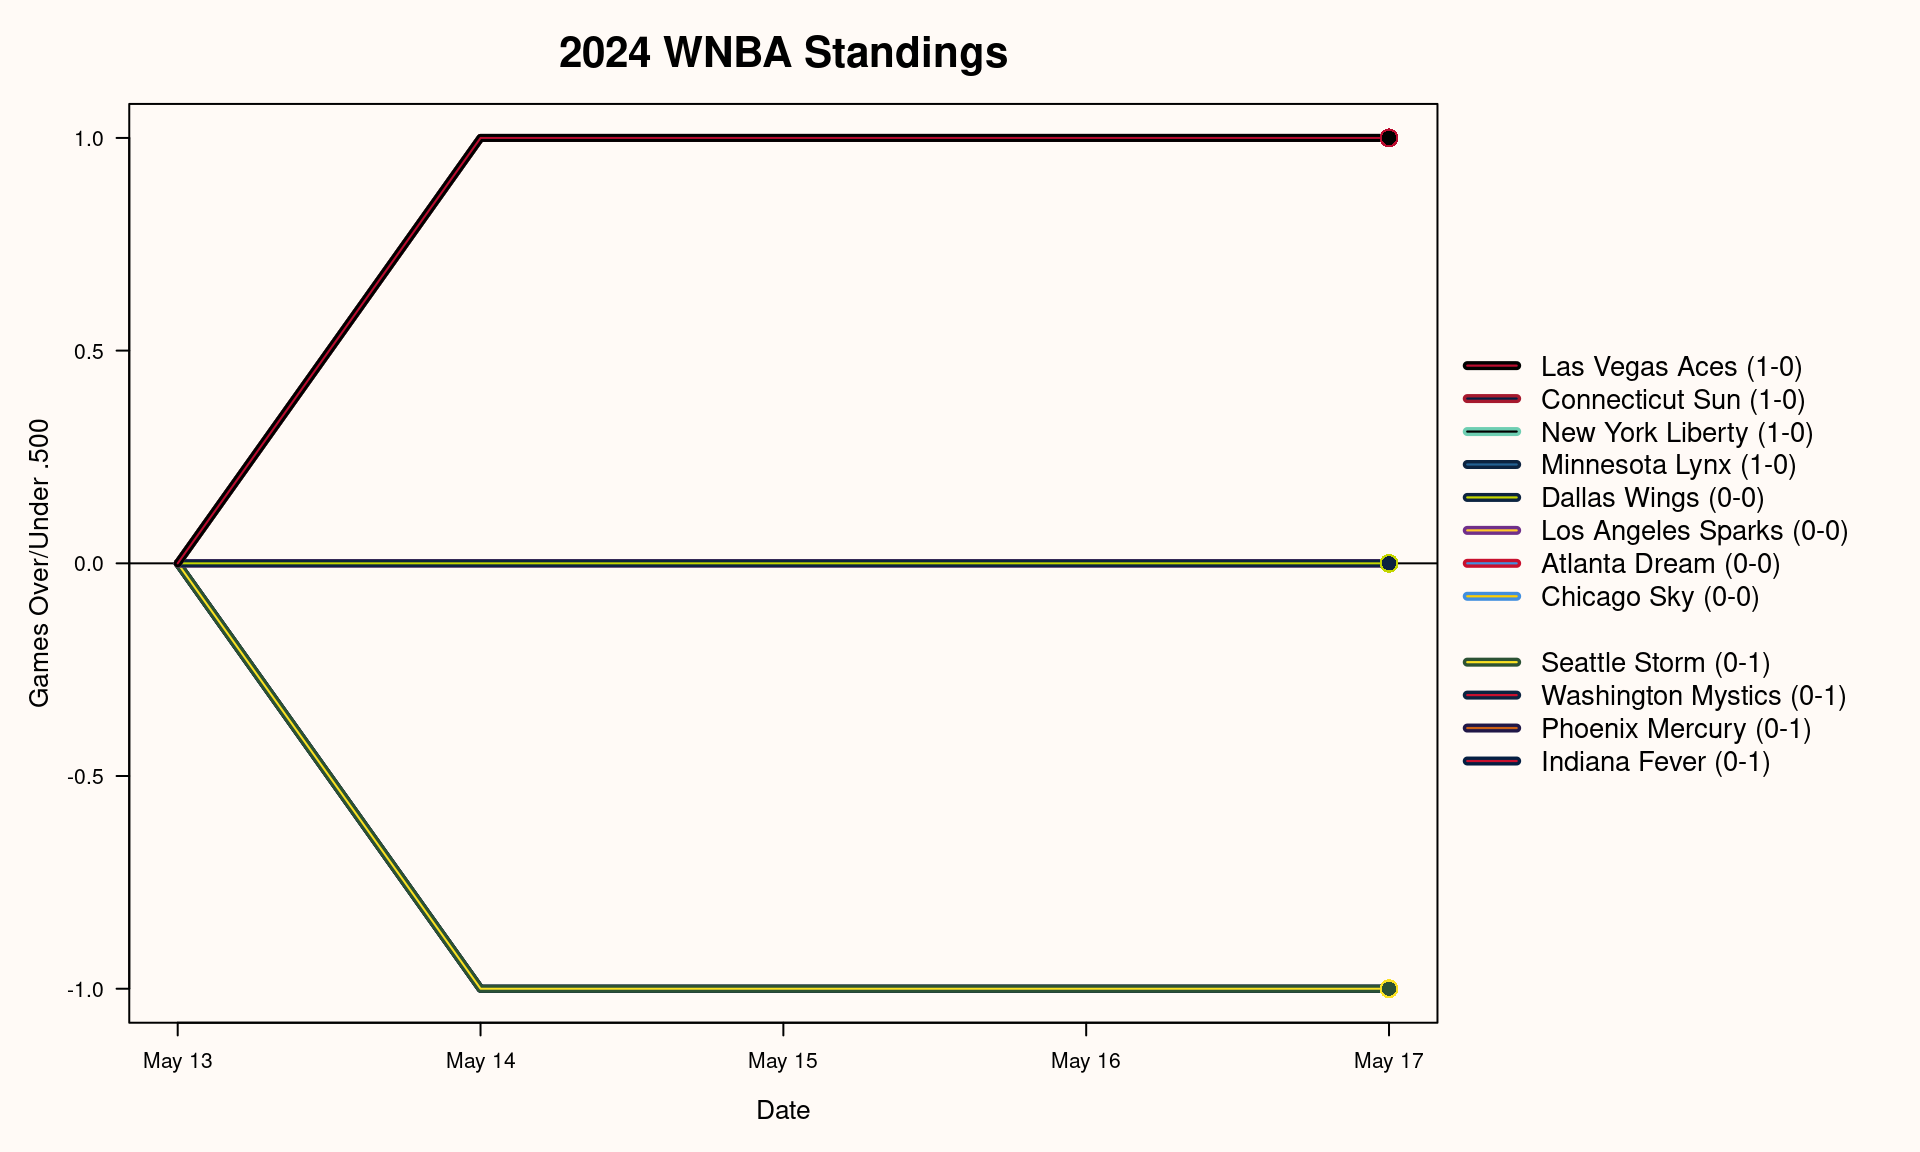 2024 WNBA Standings
Games Over/Under .500
1.0
0.5
0.0
-0.5
-1.0
May 13
May 14
May 15
May 16
May 17
Date
Las Vegas Aces (1-0)
Connecticut Sun (1-0)
New York Liberty (1-0)
Minnesota Lynx (1-0)
Dallas Wings (0-0)
Los Angeles Sparks (0-0)
Atlanta Dream (0-0)
Chicago Sky (0-0)
Seattle Storm (0-1)
Washington Mystics (0-1)
Phoenix Mercury (0-1)
Indiana Fever (0-1)